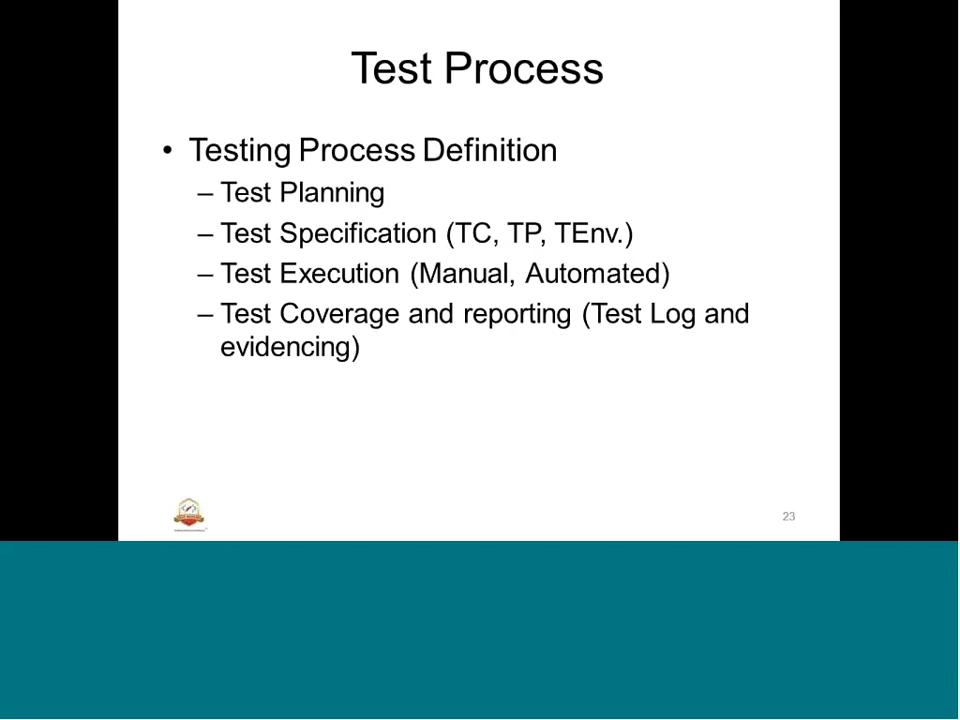 Test Process
• Testing Process Definition
– Test Planning
– Test Specification (TC, TP, TEnv.)
– Test Execution (Manual, Automated)
– Test Coverage and reporting (Test Log and
evidencing)
23